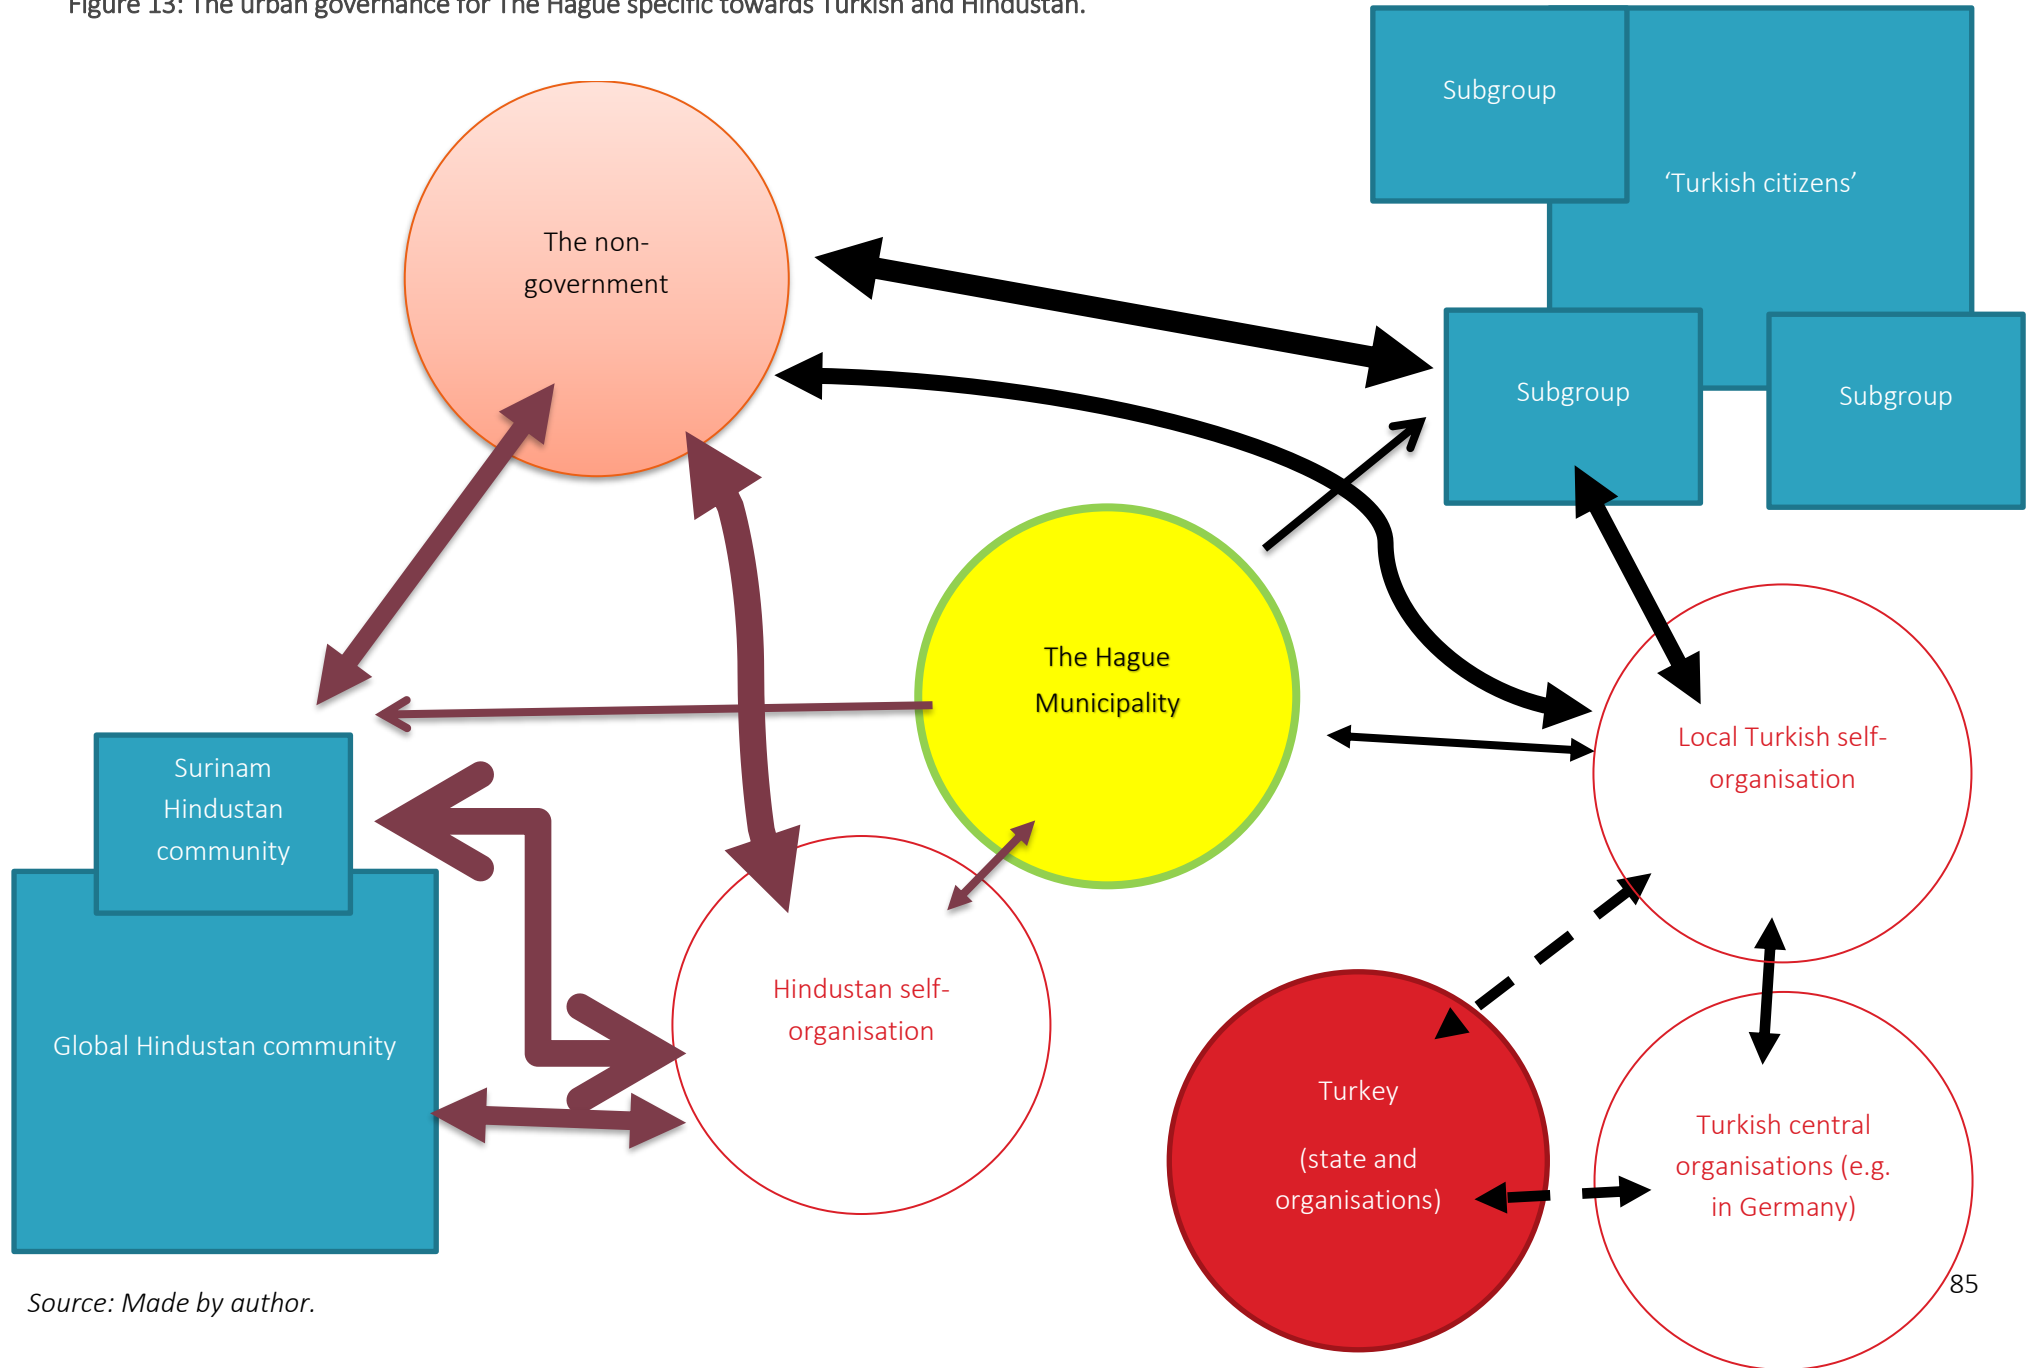 Figure 13: The urban governance for The Hague specific towards Turkish and Hindustan.
Subgroup
‘Turkish citizens’
The non-
government
Subgroup
Subgroup
The Hague
Municipality
Local Turkish self-
organisation
Surinam
Hindustan
community
Hindustan self-
organisation
Global Hindustan community
Turkey
(state and
organisations)
Turkish central
organisations (e.g.
in Germany)
85
Source: Made by author.